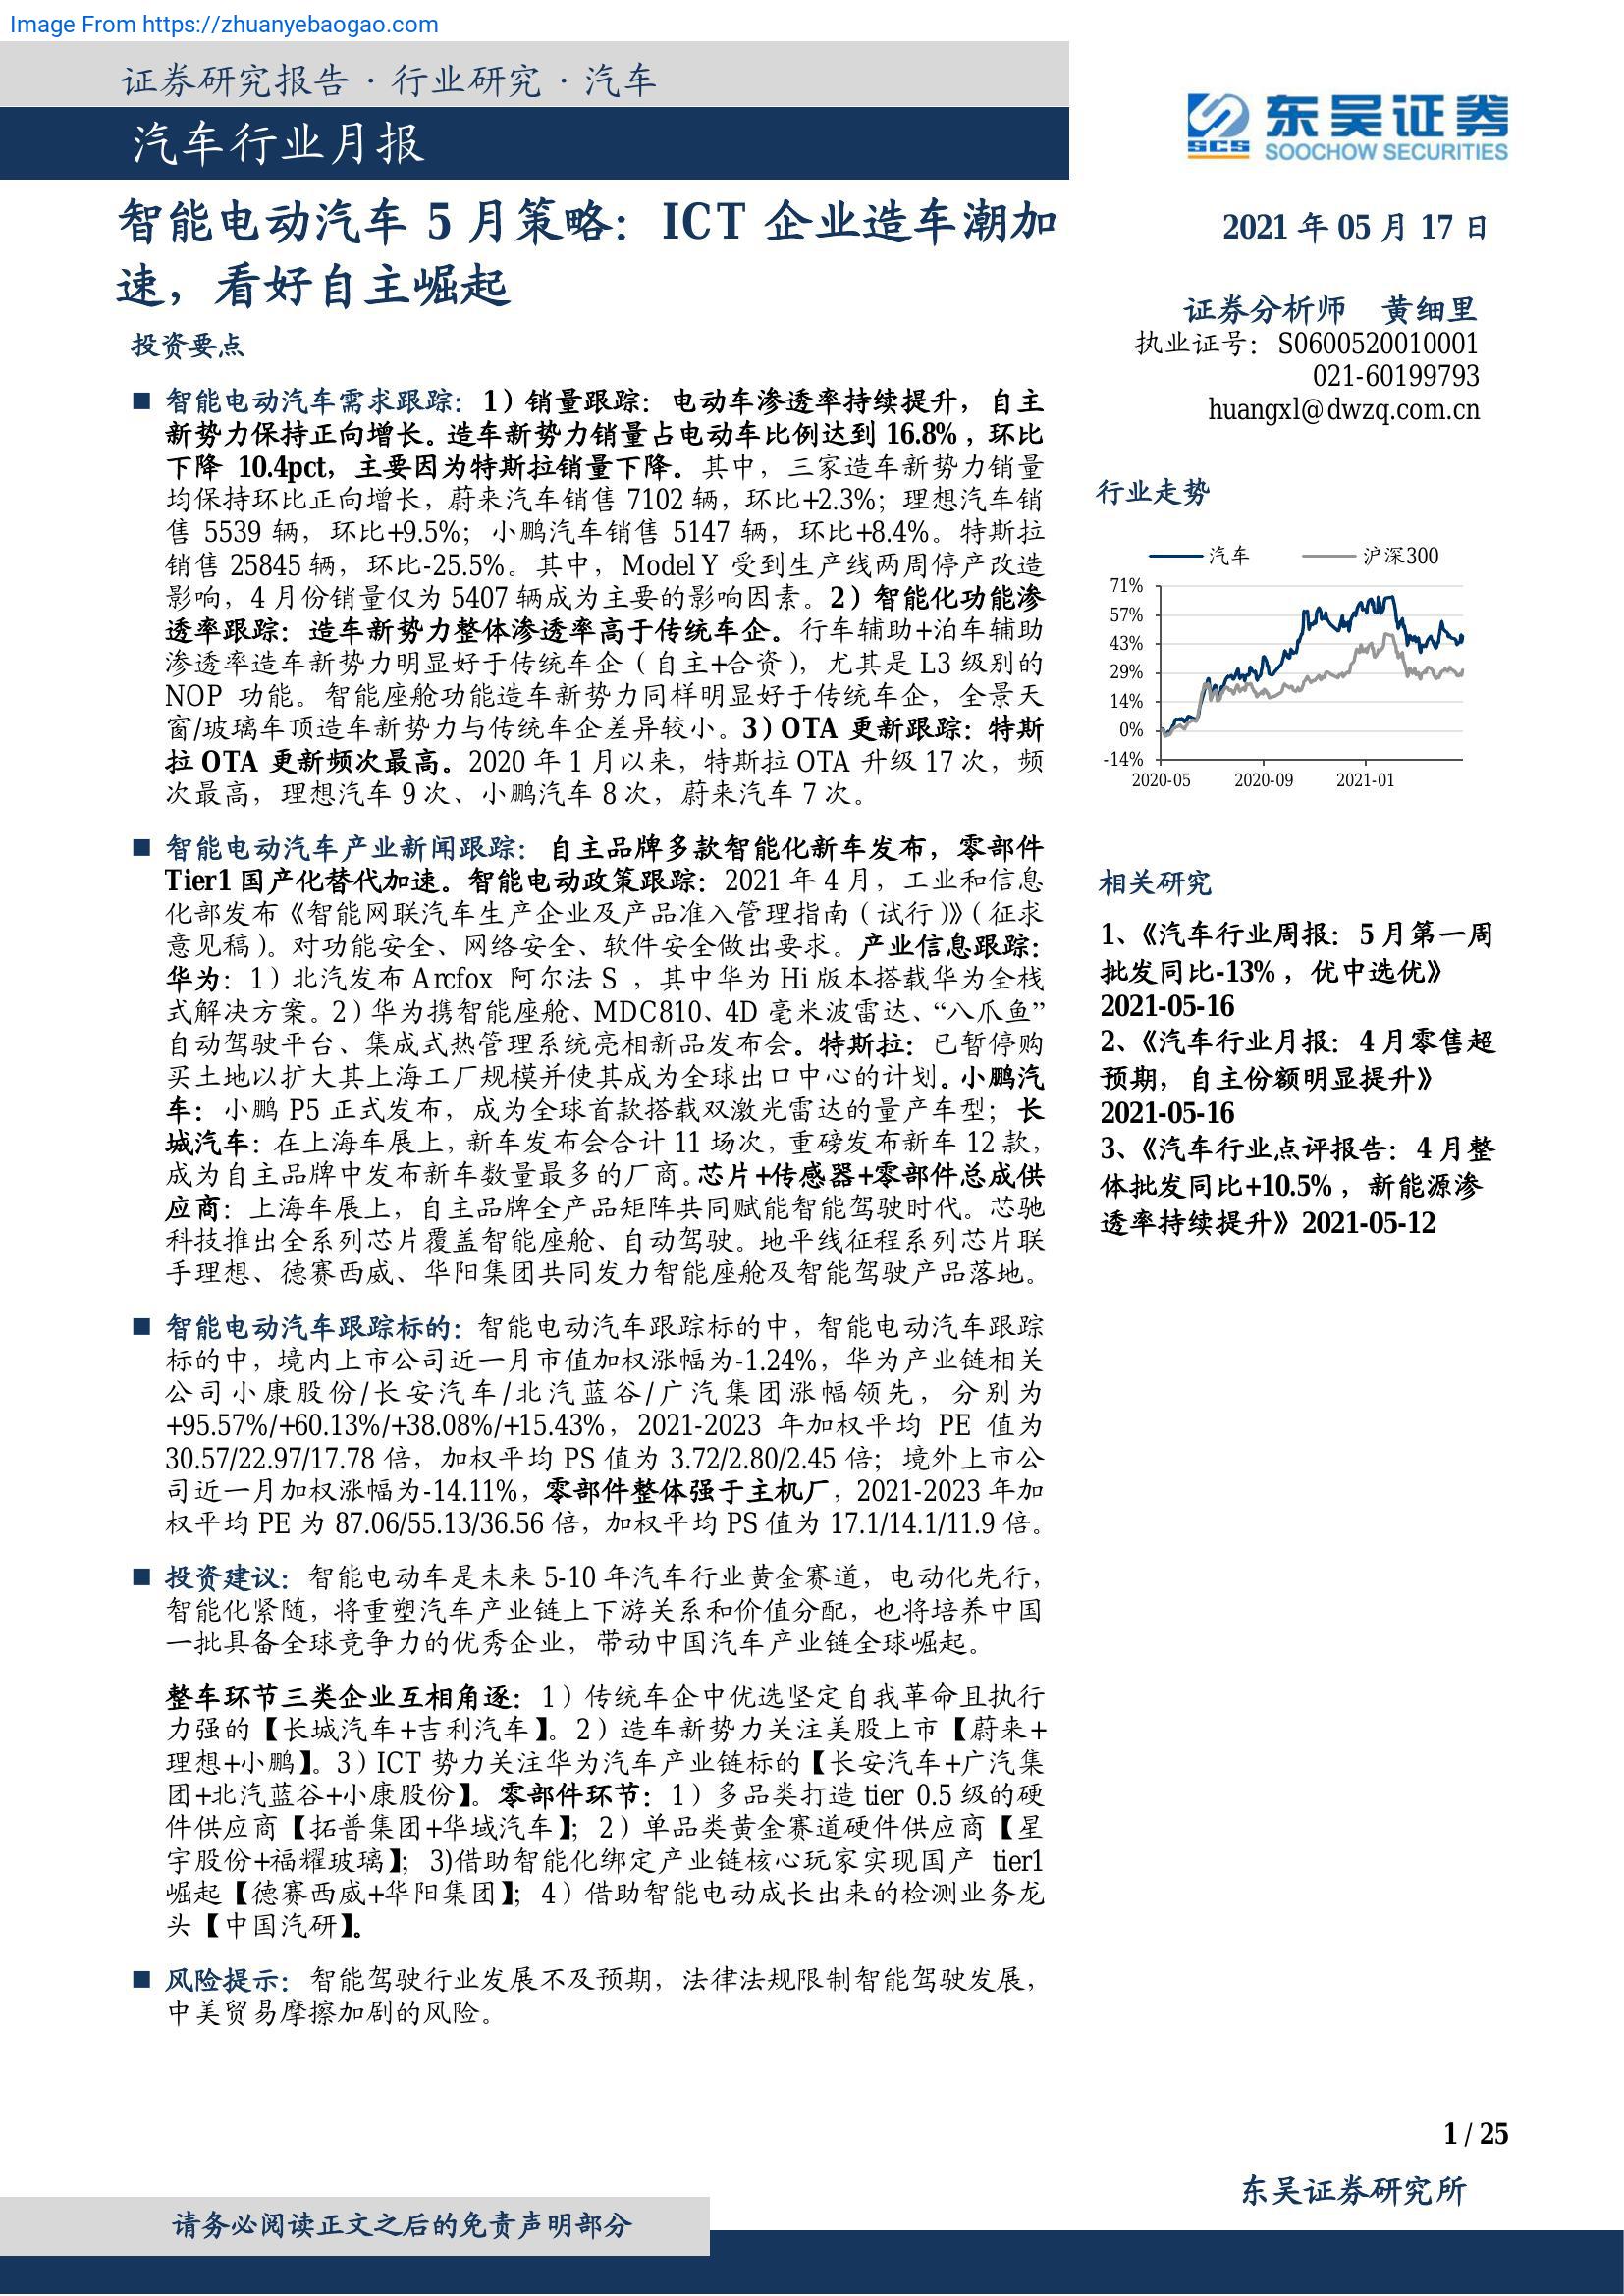 Image From https://zhuanyebaogao.com
证券研究报告·行业研究·汽车
汽车行业月报
东吴证券
SCS
SOOCHOW SECURITIES
智能电动汽车 5 月策略：ICT 企业造车潮加
速，看好自主崛起
2021 年 05 月 17 日
证券分析师 黄细里
执业证号：S0600520010001
021-60199793
huangxl@dwzq.com.cn
投资要点
■ 智能电动汽车需求跟踪：1）销量跟踪：电动车渗透率持续提升，自主
新势力保持正向增长。造车新势力销量占电动车比例达到 16.8%，环比
下降 10.4pct，主要因为特斯拉销量下降。其中，三家造车新势力销量
均保持环比正向增长，蔚来汽车销售 7102 辆，环比+2.3%；理想汽车销
售 5539 辆，环比+9.5%；小鹏汽车销售 5147 辆，环比+8.4%。特斯拉
销售 25845 辆，环比-25.5%。其中，Model Y 受到生产线两周停产改造
影响，4 月份销量仅为 5407 辆成为主要的影响因素。2）智能化功能渗
透率跟踪：造车新势力整体渗透率高于传统车企。行车辅助+泊车辅助
渗透率造车新势力明显好于传统车企（自主+合资），尤其是 L3 级别的
NOP 功能。智能座舱功能造车新势力同样明显好于传统车企，全景天
窗/玻璃车顶造车新势力与传统车企差异较小。3）OTA 更新跟踪：特斯
拉 OTA 更新频次最高。2020 年 1 月以来，特斯拉 OTA 升级 17 次，频
次最高，理想汽车 9 次、小鹏汽车 8 次，蔚来汽车 7 次。
■ 智能电动汽车产业新闻跟踪：自主品牌多款智能化新车发布，零部件
Tier1 国产化替代加速。智能电动政策跟踪：2021 年 4 月，工业和信息
化部发布《智能网联汽车生产企业及产品准入管理指南（试行）》（征求
意见稿）。对功能安全、网络安全、软件安全做出要求。产业信息跟踪：
华为：1）北汽发布 Arcfox 阿尔法 S ，其中华为 Hi 版本搭载华为全栈
式解决方案。2）华为携智能座舱、MDC810、4D 毫米波雷达、“八爪鱼”
自动驾驶平台、集成式热管理系统亮相新品发布会。特斯拉：已暂停购
买土地以扩大其上海工厂规模并使其成为全球出口中心的计划。小鹏汽
车：小鹏 P5 正式发布，成为全球首款搭载双激光雷达的量产车型；长
城汽车：在上海车展上，新车发布会合计 11 场次，重磅发布新车 12 款，
成为自主品牌中发布新车数量最多的厂商。芯片+传感器+零部件总成供
应商：上海车展上，自主品牌全产品矩阵共同赋能智能驾驶时代。芯驰
科技推出全系列芯片覆盖智能座舱、自动驾驶。地平线征程系列芯片联
手理想、德赛西威、华阳集团共同发力智能座舱及智能驾驶产品落地。
■ 智能电动汽车跟踪标的：智能电动汽车跟踪标的中，智能电动汽车跟踪
标的中，境内上市公司近一月市值加权涨幅为-1.24%，华为产业链相关
公司小康股份/长安汽车/北汽蓝谷/广汽集团涨幅领先，分别为
+95.57%/+60.13%/+38.08%/+15.43%，2021-2023 年加权平均 PE 值为
30.57/22.97/17.78 倍，加权平均 PS 值为 3.72/2.80/2.45 倍；境外上市公
司近一月加权涨幅为-14.11%，零部件整体强于主机厂，2021-2023 年加
权平均 PE 为 87.06/55.13/36.56 倍，加权平均 PS 值为 17.1/14.1/11.9 倍。
■ 投资建议：智能电动车是未来 5-10 年汽车行业黄金赛道，电动化先行，
智能化紧随，将重塑汽车产业链上下游关系和价值分配，也将培养中国
一批具备全球竞争力的优秀企业，带动中国汽车产业链全球崛起。
整车环节三类企业互相角逐：1）传统车企中优选坚定自我革命且执行
力强的【长城汽车+吉利汽车】。2）造车新势力关注美股上市【蔚来+
理想+小鹏】。3）ICT 势力关注华为汽车产业链标的【长安汽车+广汽集
团+北汽蓝谷+小康股份】。零部件环节：1）多品类打造 tier 0.5 级的硬
件供应商【拓普集团+华域汽车】；2）单品类黄金赛道硬件供应商【星
宇股份+福耀玻璃】；3)借助智能化绑定产业链核心玩家实现国产 tier1
崛起【德赛西威+华阳集团】；4）借助智能电动成长出来的检测业务龙
头【中国汽研】。
■ 风险提示：智能驾驶行业发展不及预期，法律法规限制智能驾驶发展，
中美贸易摩擦加剧的风险。
行业走势
汽车 沪深300
71%
57%
43%
29%
14%
0%
-14%
2020-05 2020-09 2021-01
相关研究
1、《汽车行业周报：5 月第一周
批发同比-13%，优中选优》
2021-05-16
2、《汽车行业月报：4 月零售超
预期，自主份额明显提升》
2021-05-16
3、《汽车行业点评报告：4 月整
体批发同比+10.5%，新能源渗
透率持续提升》2021-05-12
1 / 25
东吴证券研究所
请务必阅读正文之后的免责声明部分